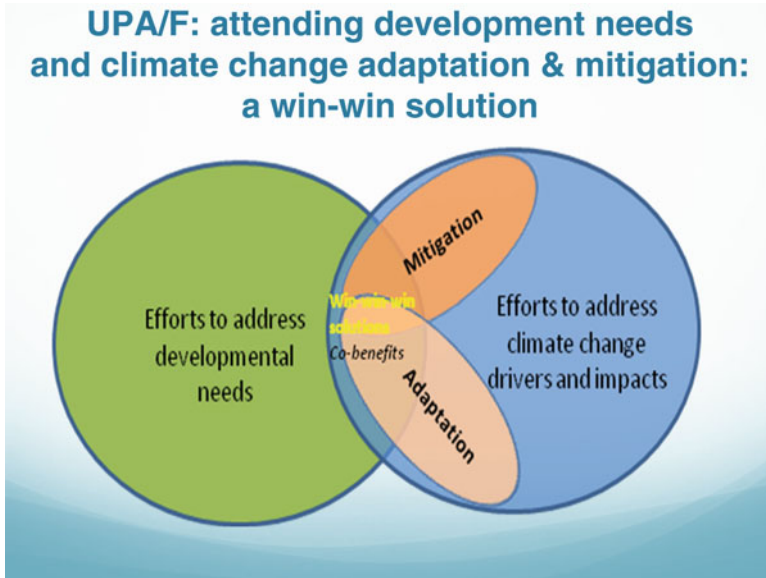 UPA/F: attending development needs
and climate change adaptation & mitigation:
a win-win solution
Efforts to address
developmental
needs
Mitigation
Win-win-win
solutions
Co-benefits
Adaptation
Efforts to address
climate change
drivers and impacts